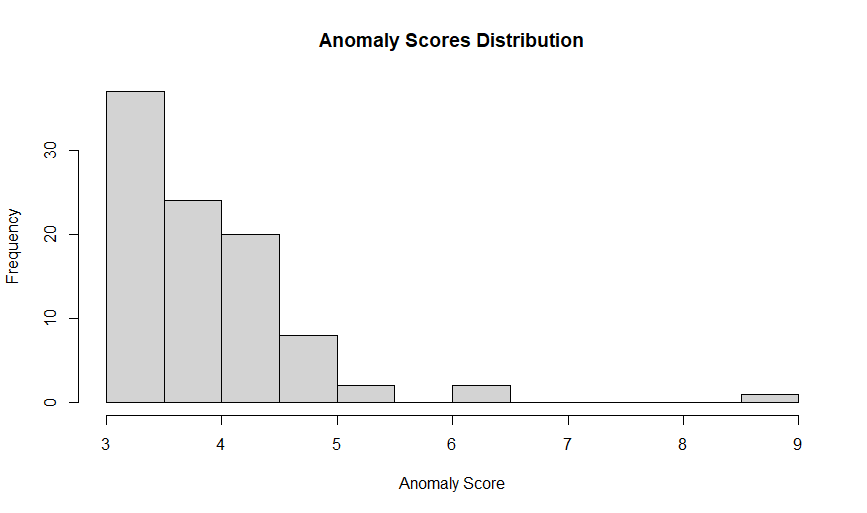 Anomaly Scores Distribution
Frequency
30
20
10
0
3 4 5 6 7 8 9
Anomaly Score